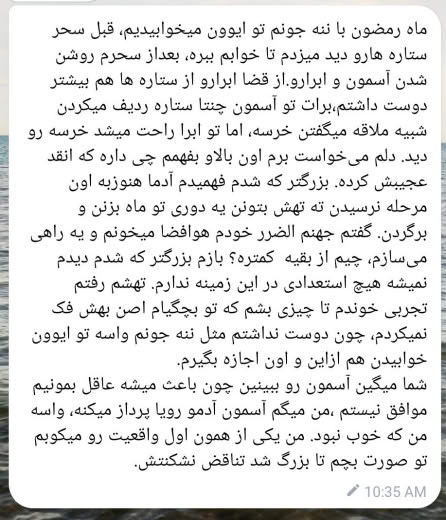 ماه رمضون با ننه جونم تو ایوون میخوابیدیم، قبل سحر
ستاره هارو دید میزدم تا خوابم ببره، بعداز سحرم روشن
شدن آسمون و ابرارو.از قضا ابرارو از ستاره ها هم بیشتر
دوست داشتم،برات تو آسمون چنتا ستاره ردیف میکردن
شبیه ملاقه میگفتن خرسه، اما تو ابرا راحت میشد خرسه رو
دید. دلم می‌خواست برم اون بالاو بفهمم چی داره که انقد
عجیبش کرده. بزرگتر که شدم فهمیدم آدما هنوزبه اون
مرحله نرسیدن ته تهش بتونن یه دوری تو ماه بزنن و
برگردن. گفتم جهنم الضرر خودم هوافضا میخونم و یه راهی
می‌سازم، چیم از بقیه کمتره؟ بازم بزرگتر که شدم دیدم
نمیشه هیچ استعدادی در این زمینه ندارم. تهشم رفتم
تجربی خوندم تا چیزی بشم که تو بچگیام اصن بهش فک
نمیکردم، چون دوست نداشتم مثل ننه جونم واسه تو ایوون
خوابیدن هم ازاین و اون اجازه بگیرم.
شما میگین آسمون رو ببینین چون باعث میشه عاقل بمونیم
موافق نیستم ،من میگم آسمون آدمو رویا پرداز میکنه، واسه
من که خوب نبود. من یکی از همون اول واقعیت رو میکوبم
تو صورت بچم تا بزرگ شد تناقض نشکنتش.
10:35 AM